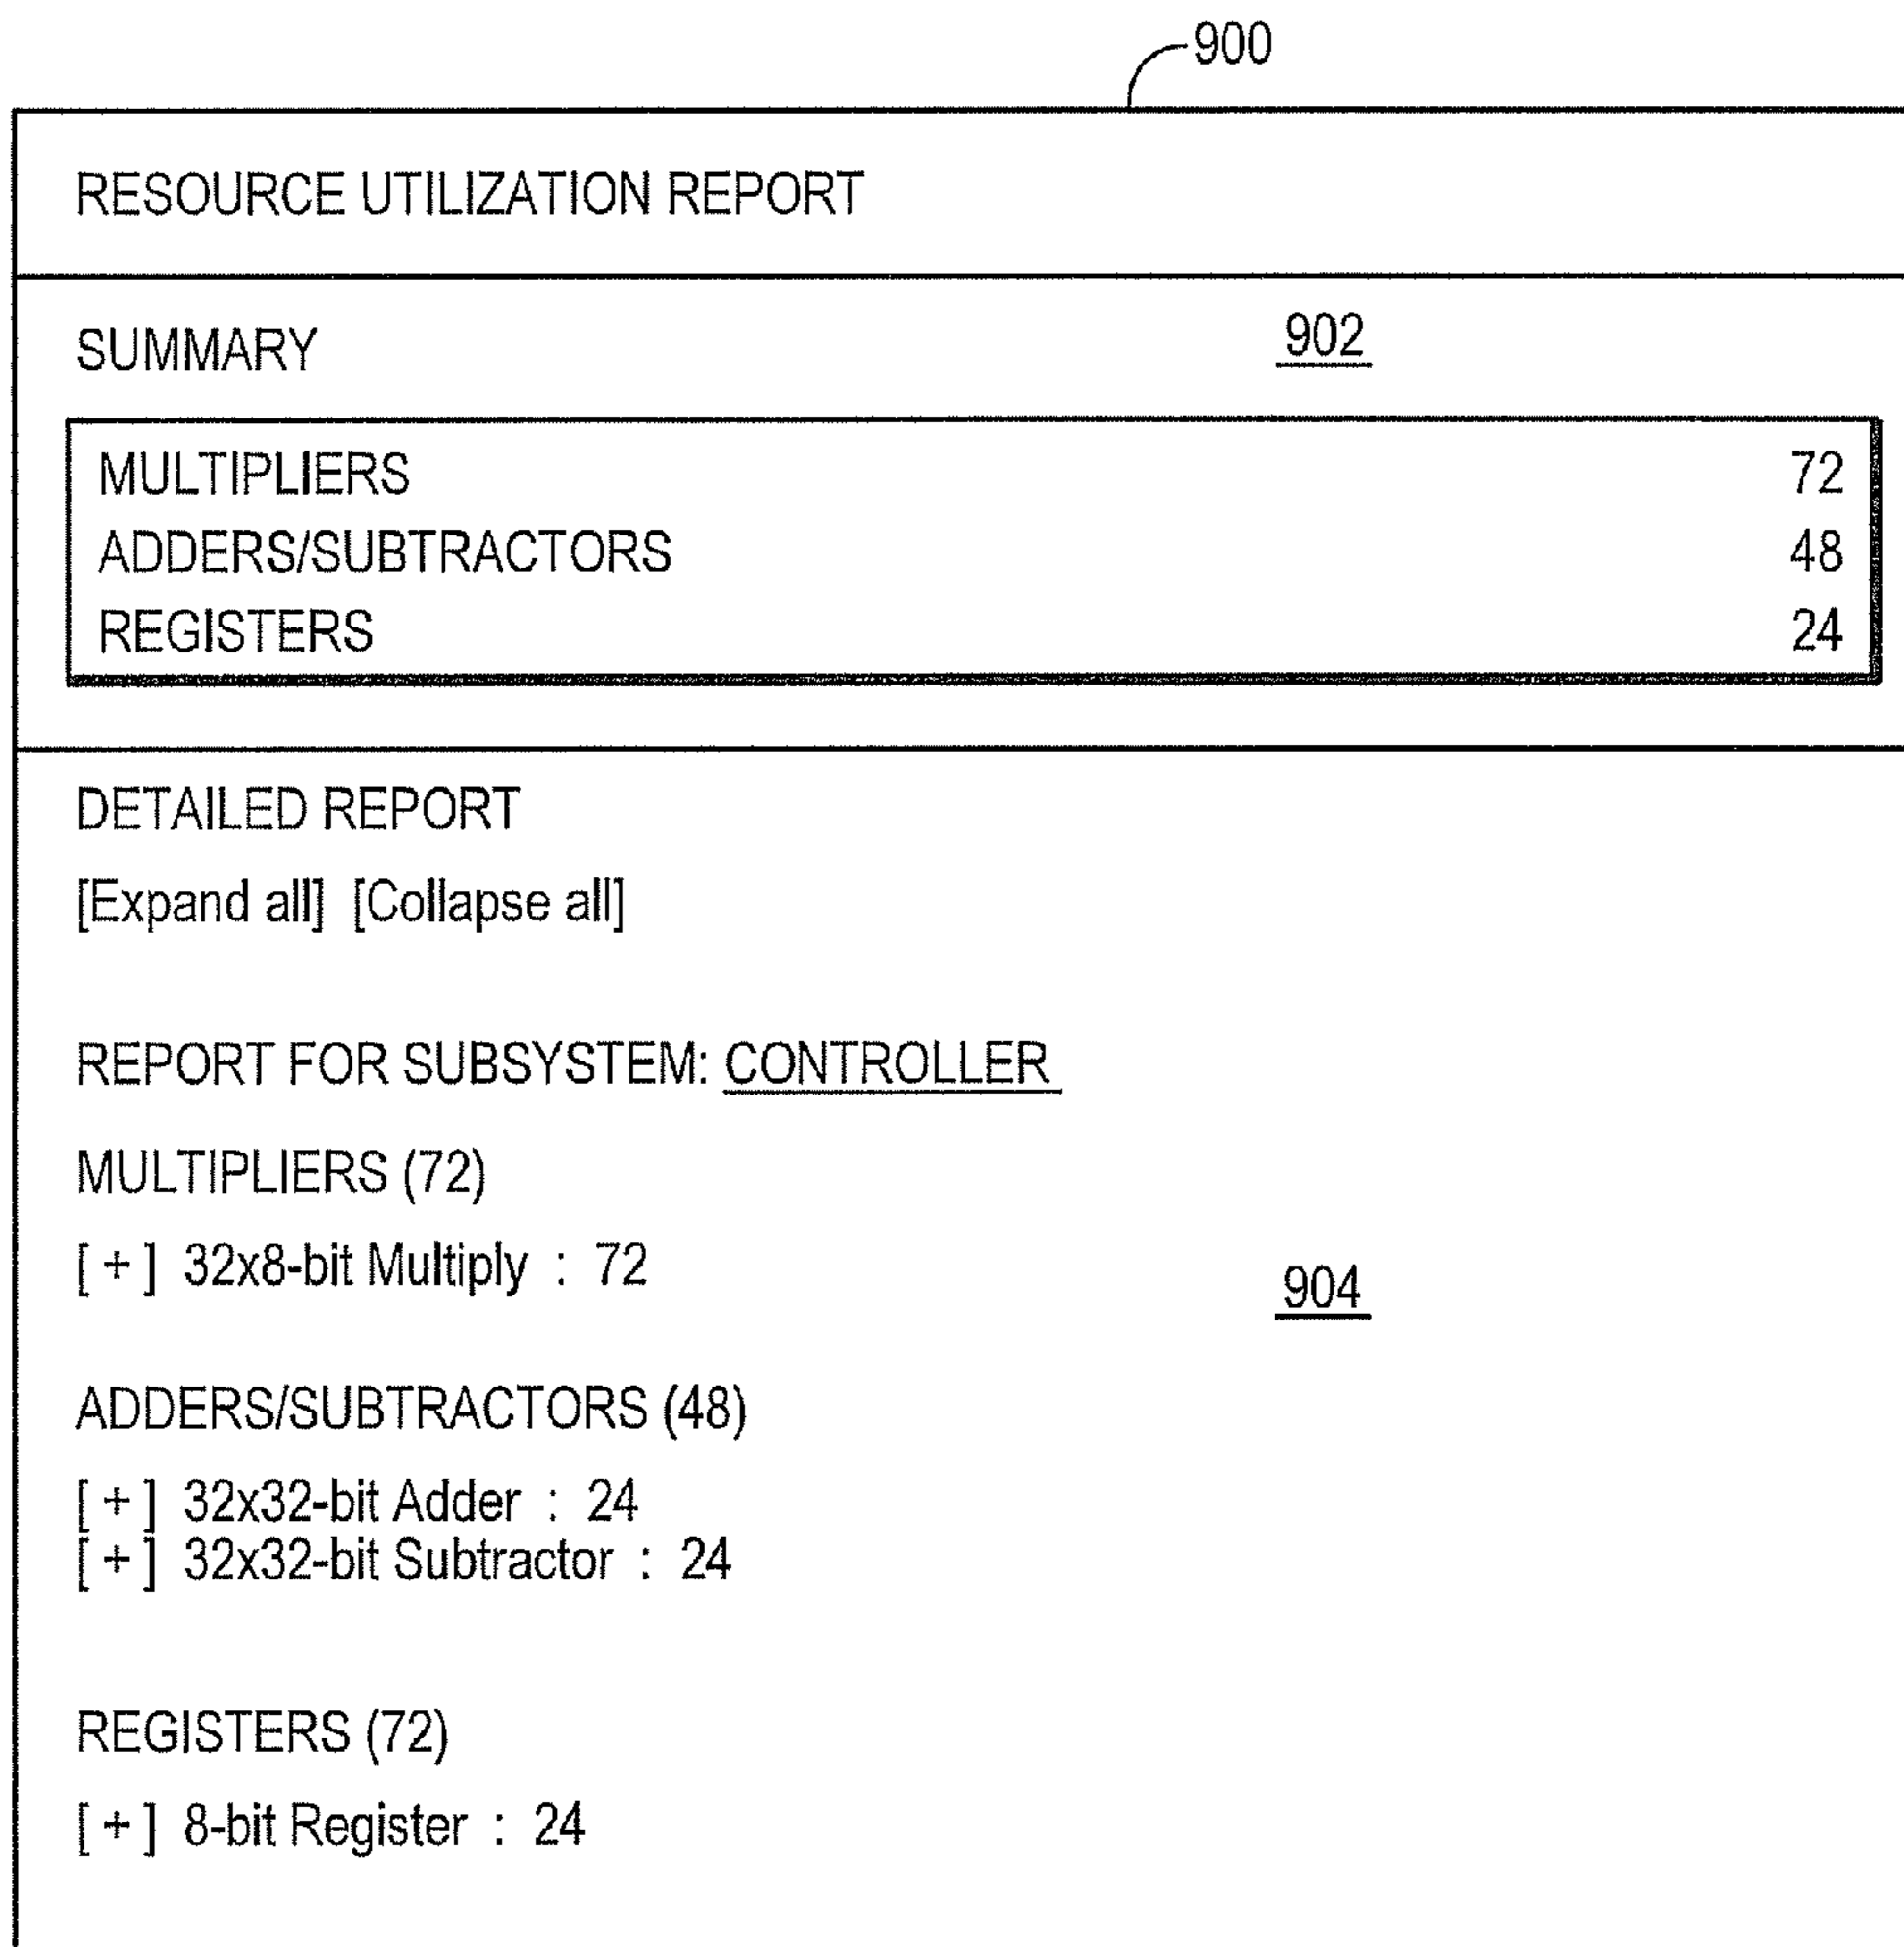 900
RESOURCE UTILIZATION REPORT
SUMMARY 902
MULTIPLIERS 72
ADDERS/SUBTRACTORS 48
REGISTERS 24
DETAILED REPORT
[Expand all] [Collapse all]
REPORT FOR SUBSYSTEM: CONTROLLER
MULTIPLIERS (72)
[ + ] 32x8-bit Multiply : 72
904
ADDERS/SUBTRACTORS (48)
[ + ] 32x32-bit Adder : 24
[ + ] 32x32-bit Subtractor : 24
REGISTERS (72)
[ + ] 8-bit Register : 24